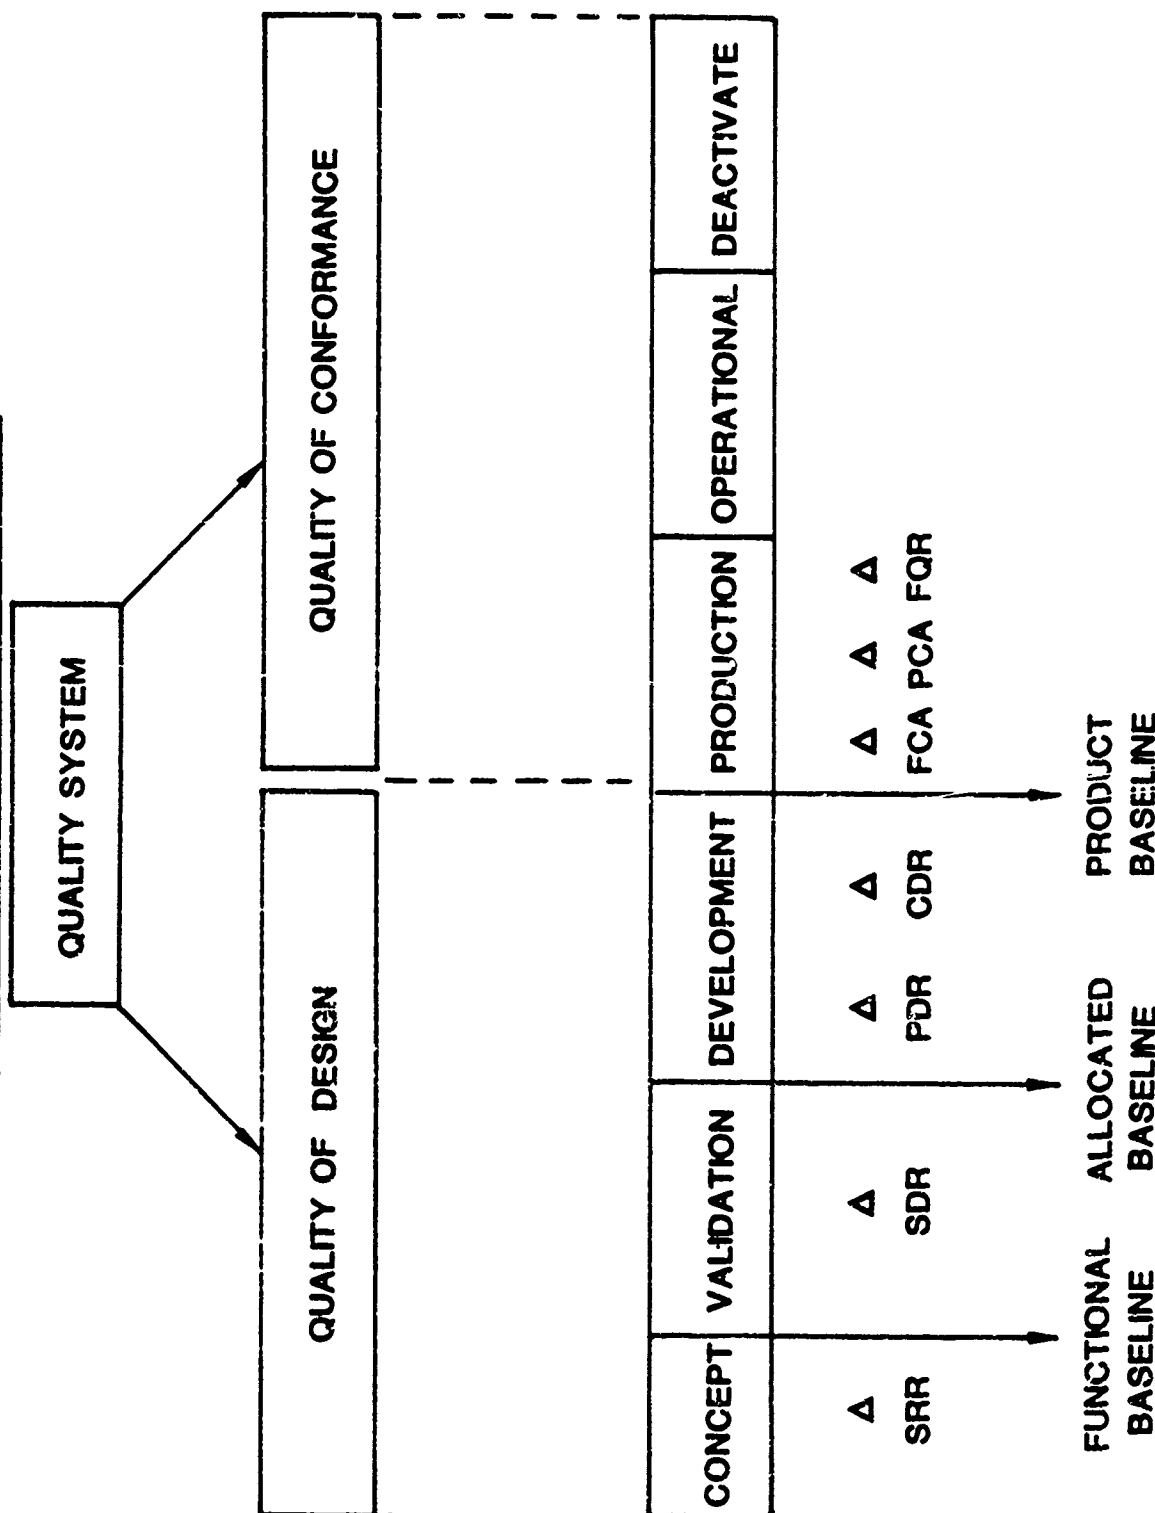 QUALITY SYSTEM
QUALITY OF DESIGN
QUALITY OF CONFORMANCE
CONCEPT
VALIDATION
DEVELOPMENT
PRODUCTION
OPERATIONAL
DEACTIVATE
SRR
SDR
PDR
CDR
FCA
PCA
FQR
FUNCTIONAL
BASELINE
ALLOCATED
BASELINE
PRODUCT
BASELINE